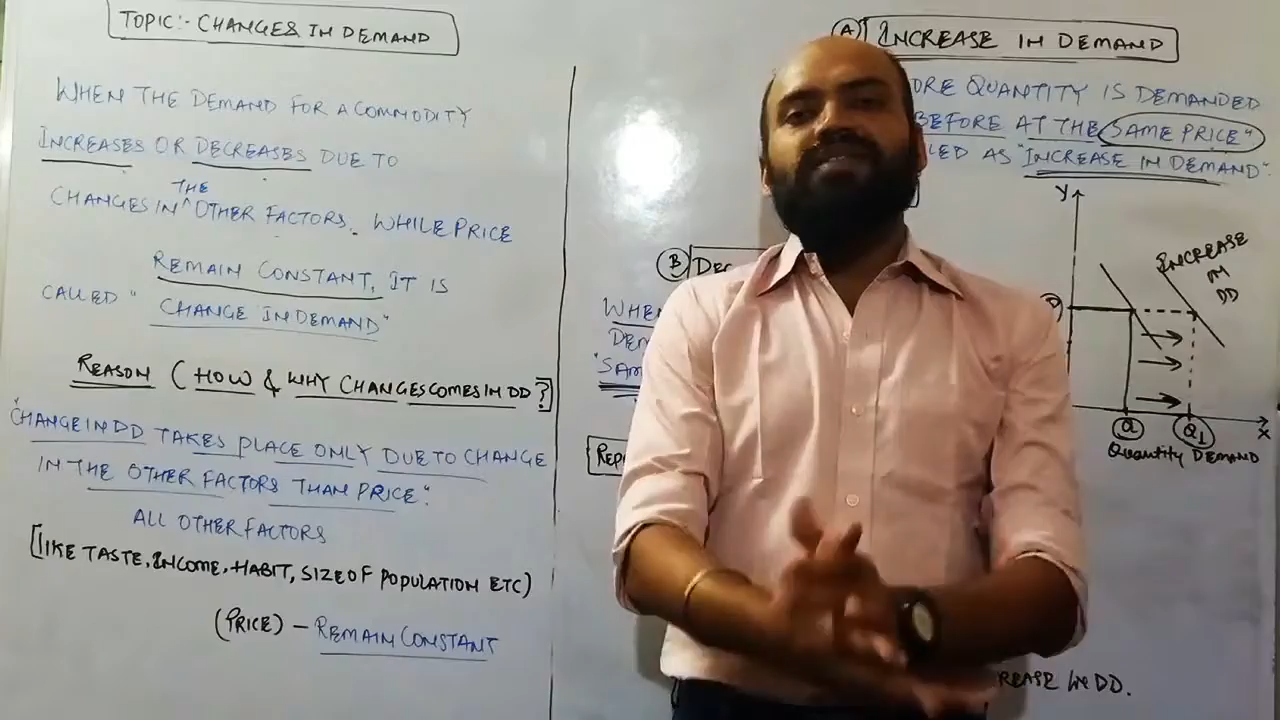 TOPIC:- CHANGES IN DEMAND
WHEN THE DEMAND FOR A COMMODITY
INCREASES OR DECREASES DUE TO
CHANGES IN THE OTHER FACTORS. WHILE PRICE
REMAIN CONSTANT, IT IS
CALLED "CHANGE IN DEMAND"
REASON (HOW & WHY CHANGES COMES IN DD ?]
"CHANGE IN DD TAKES PLACE ONLY DUE TO CHANGE
IN THE OTHER FACTORS THAN PRICE"
ALL OTHER FACTORS
[LIKE TASTE, INCOME, HABIT, SIZE OF POPULATION ETC)
(PRICE) – REMAIN CONSTANT
A INCREASE IN DEMAND
ORE QUANTITY IS DEMANDED
BEFORE AT THE SAME PRICE"
LED AS "INCREASE IN DEMAND".
Y
INCREASE
IN
DD
B DEC
WHEN
DEM
"SAM
REP
Q Q1 X
Quantity DEMAND
REASE IN DD.